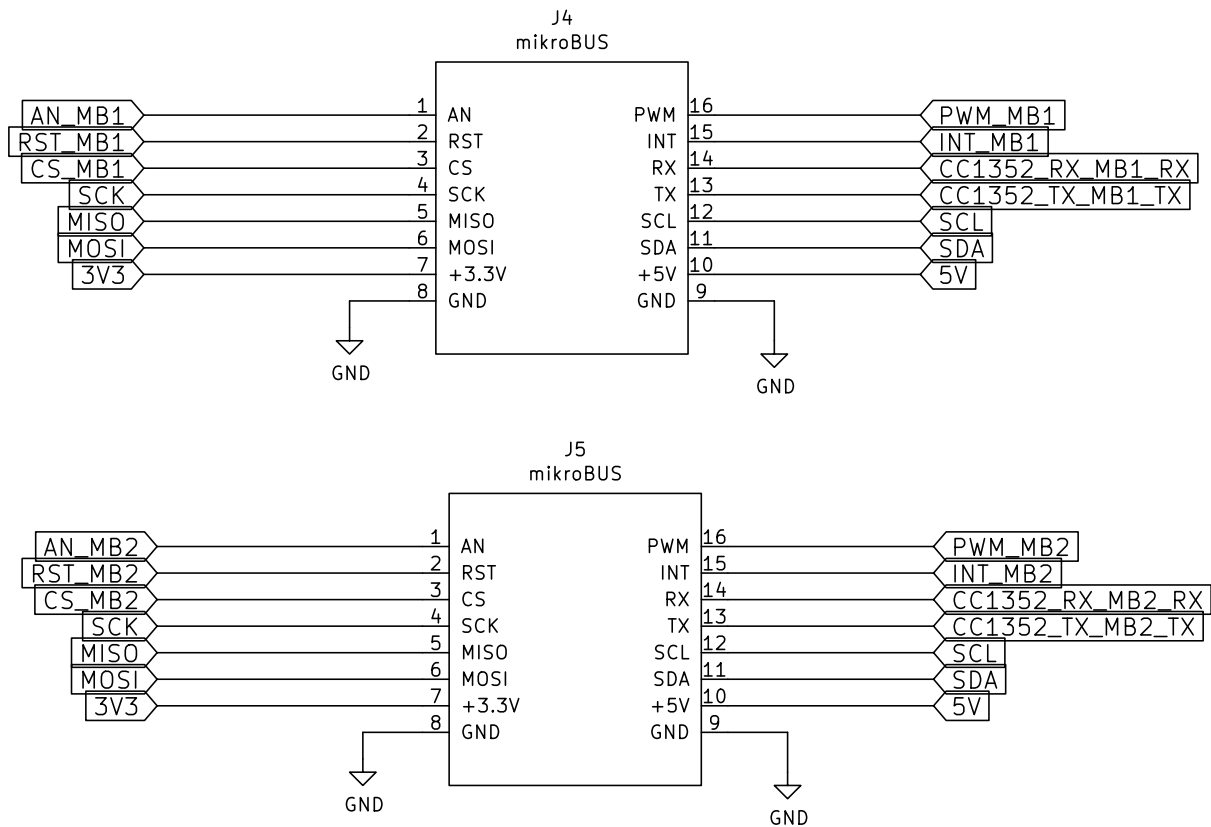 J4
mikroBUS
AN_MB1 1 AN PWM 16 PWM_MB1
RST_MB1 2 RST INT 15 INT_MB1
CS_MB1 3 CS RX 14 CC1352_RX_MB1_RX
SCK 4 SCK TX 13 CC1352_TX_MB1_TX
MISO 5 MISO SCL 12 SCL
MOSI 6 MOSI SDA 11 SDA
3V3 7 +3.3V +5V 10 5V
8 GND GND 9
GND
GND
J5
mikroBUS
AN_MB2 1 AN PWM 16 PWM_MB2
RST_MB2 2 RST INT 15 INT_MB2
CS_MB2 3 CS RX 14 CC1352_RX_MB2_RX
SCK 4 SCK TX 13 CC1352_TX_MB2_TX
MISO 5 MISO SCL 12 SCL
MOSI 6 MOSI SDA 11 SDA
3V3 7 +3.3V +5V 10 5V
8 GND GND 9
GND
GND